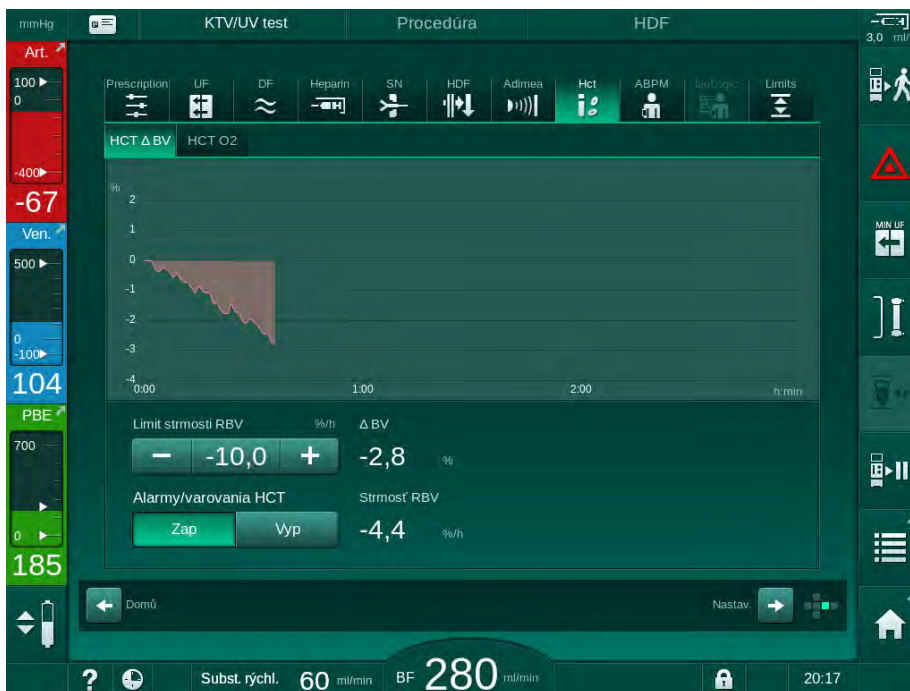 mmHg KTV/UV test Procedúra HDF
3,0 ml/
Art.
100
0
-400
-67
Ven.
500
0
-100
104
PBE
700
0
185
Prescription UF DF Heparin SN HDF Adimea Hct ABPM bioLogic Limits
HCT Δ BV HCT O2
%
2
1
0
-1
-2
-3
-4
0:00 1:00 2:00 h:min
Limit strmosti RBV %/h Δ BV
− -10,0 + -2,8 %
Alarmy/varovania HCT Strmosť RBV
Zap Vyp -4,4 %/h
MIN UF
Domů Nastav.
? Subst. rýchl. 60 ml/min BF 280 ml/min 20:17